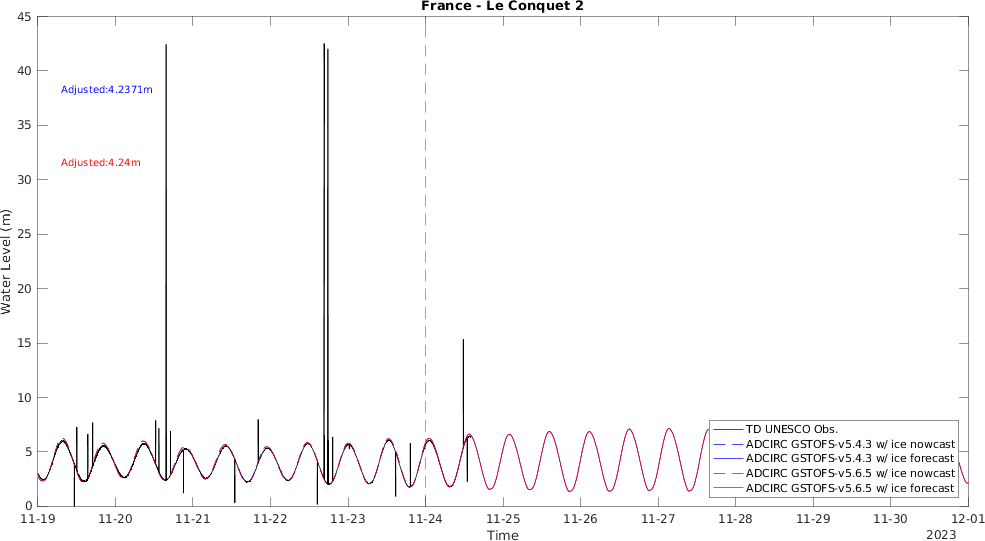 France - Le Conquet 2
45
40
35
30
25
20
15
10
5
0
Water Level (m)
Adjusted:4.2371m
Adjusted:4.24m
TD UNESCO Obs.
ADCIRC GSTOFS-v5.4.3 w/ ice nowcast
ADCIRC GSTOFS-v5.4.3 w/ ice forecast
ADCIRC GSTOFS-v5.6.5 w/ ice nowcast
ADCIRC GSTOFS-v5.6.5 w/ ice forecast
11-19 11-20 11-21 11-22 11-23 11-24 11-25 11-26 11-27 11-28 11-29 11-30 12-01
Time
2023